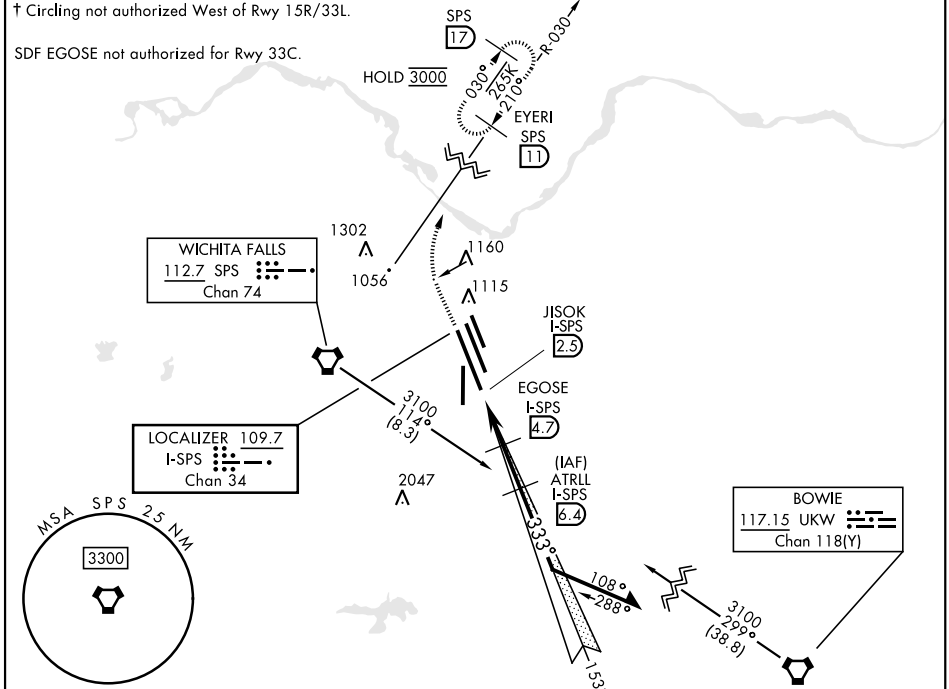 † Circling not authorized West of Rwy 15R/33L.
SDF EGOSE not authorized for Rwy 33C.
SPS
17
R-030
HOLD 3000
030°
265K
210°
EYERI
SPS
11
1302
1056
1160
1115
WICHITA FALLS
112.7 SPS
Chan 74
JISOK
I-SPS
2.5
EGOSE
I-SPS
4.7
3100
114°
(8.3)
LOCALIZER 109.7
I-SPS
Chan 34
(IAF)
ATRLL
I-SPS
6.4
2047
333°
108°
288°
153°
MSA SPS 25 NM
3300
BOWIE
117.15 UKW
Chan 118(Y)
3100
299°
(38.8)